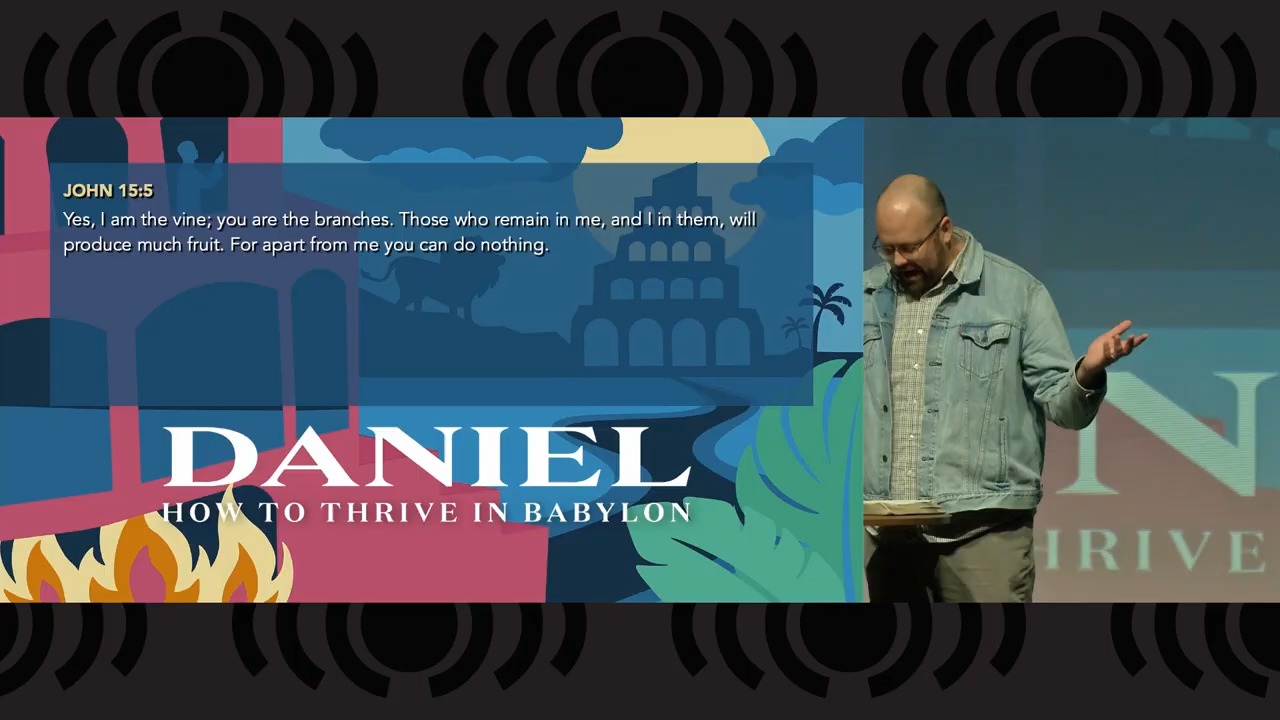 JOHN 15:5
Yes, I am the vine; you are the branches. Those who remain in me, and I in them, will
produce much fruit. For apart from me you can do nothing.
DANIEL
HOW TO THRIVE IN BABYLON
N
HRIVE